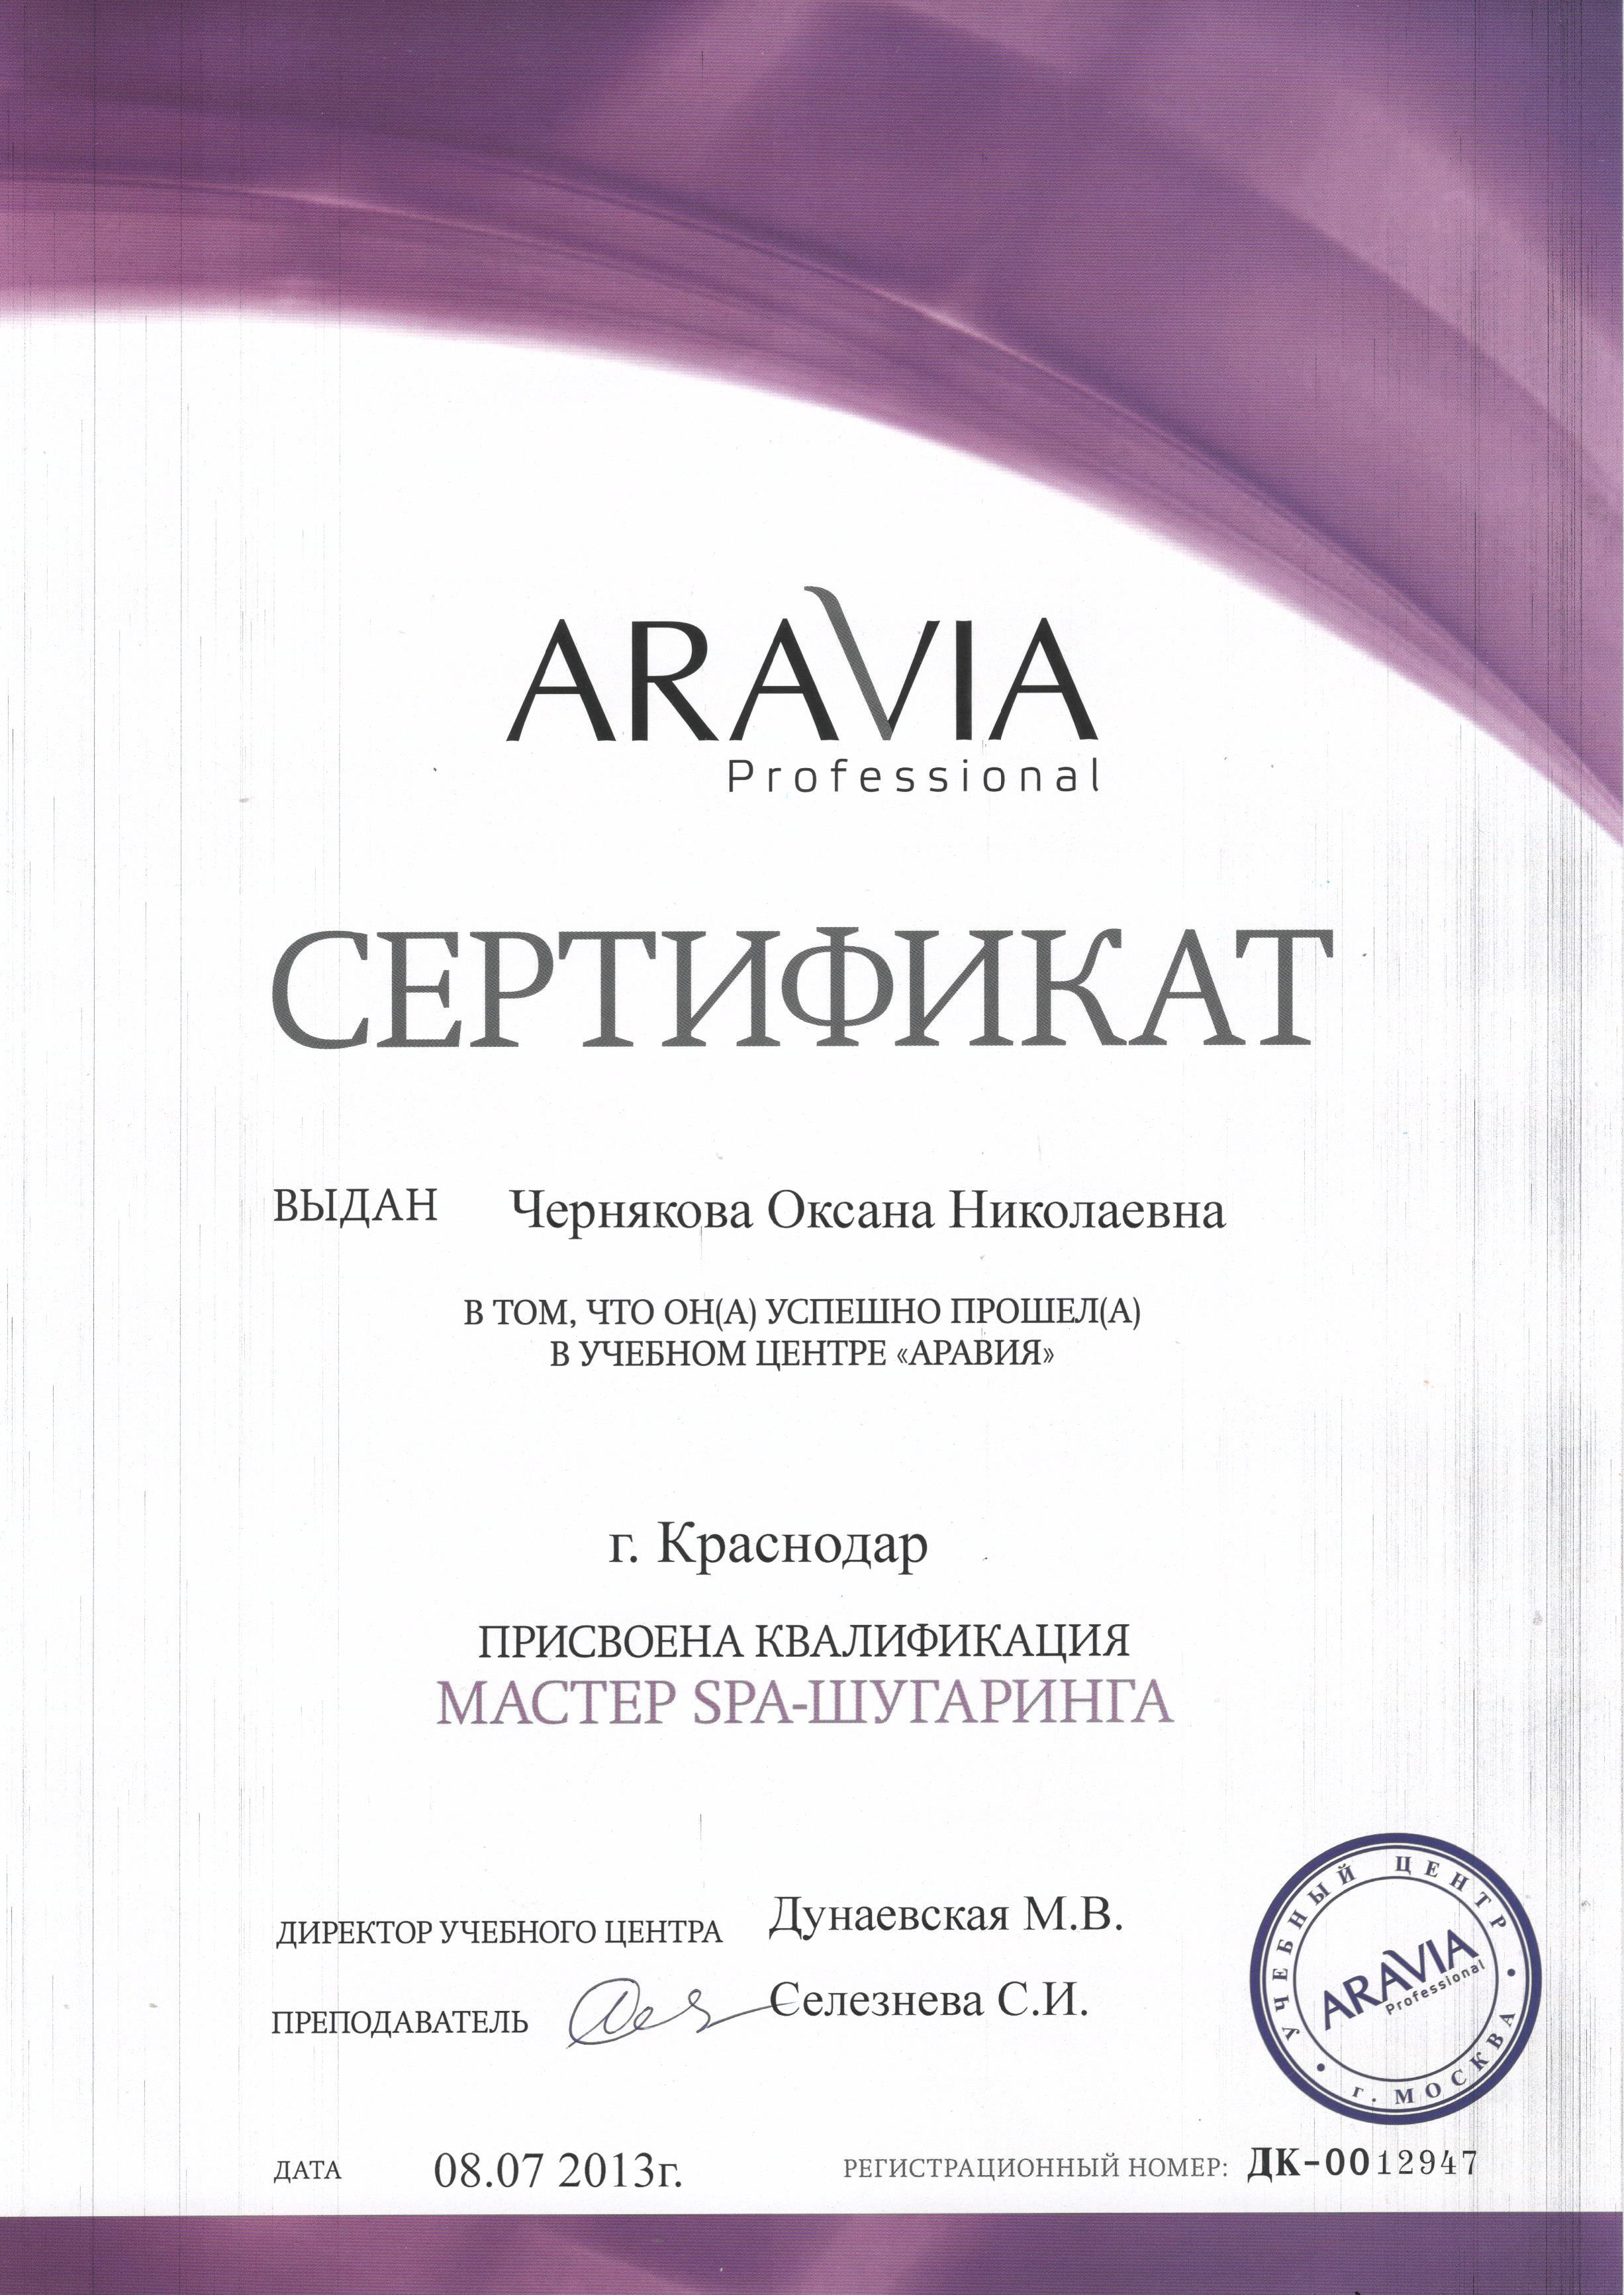 ARAVIA
Professional
СЕРТИФИКАТ
ВЫДАН Чернякова Оксана Николаевна
В ТОМ, ЧТО ОН(А) УСПЕШНО ПРОШЕЛ(А)
В УЧЕБНОМ ЦЕНТРЕ «АРАВИЯ»
г. Краснодар
ПРИСВОЕНА КВАЛИФИКАЦИЯ
МАСТЕР SPA-ШУГАРИНГА
ДИРЕКТОР УЧЕБНОГО ЦЕНТРА Дунаевская М.В.
ПРЕПОДАВАТЕЛЬ Селезнева С.И.
УЧЕБНЫЙ ЦЕНТР
ARAVIA
Professional
г. МОСКВА
ДАТА 08.07 2013г.
РЕГИСТРАЦИОННЫЙ НОМЕР: ДК-0012947